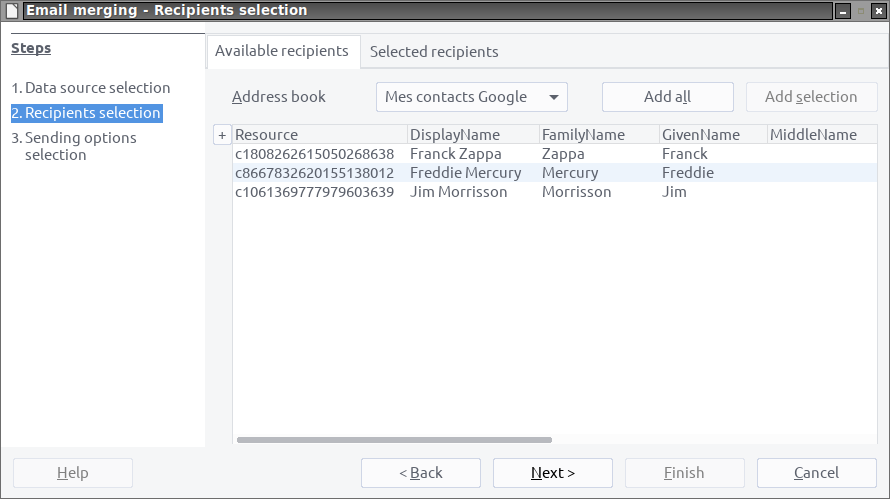 Email merging - Recipients selection
Steps
1. Data source selection
2. Recipients selection
3. Sending options
selection
Available recipients Selected recipients
Address book Mes contacts Google Add all Add selection
+ Resource DisplayName FamilyName GivenName MiddleName
c1808262615050268638 Franck Zappa Zappa Franck
c8667832620155138012 Freddie Mercury Mercury Freddie
c1061369777979603639 Jim Morrisson Morrisson Jim
Help < Back Next > Finish Cancel